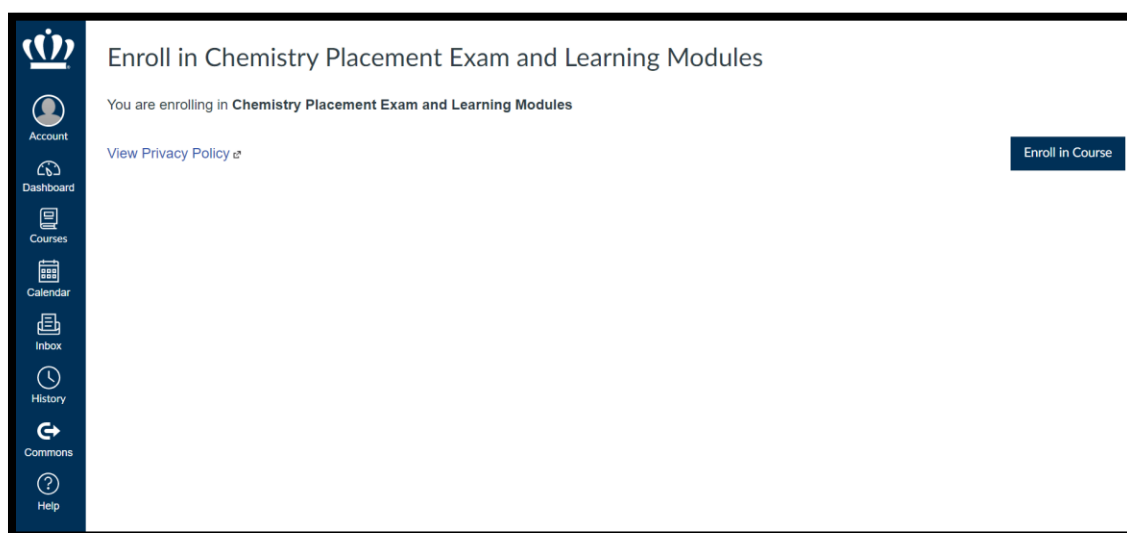 Enroll in Chemistry Placement Exam and Learning Modules
You are enrolling in Chemistry Placement Exam and Learning Modules
View Privacy Policy
Enroll in Course
Account
Dashboard
Courses
Calendar
Inbox
History
Commons
Help